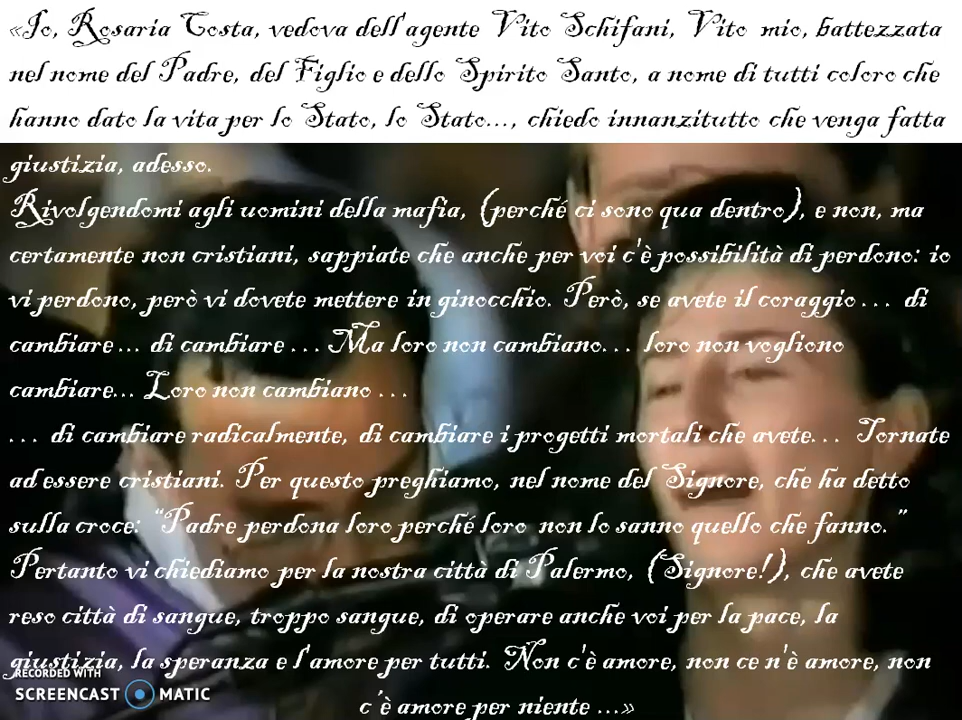 «Io, Rosaria Costa, vedova dell'agente Vito Schifani, Vito mio, battezzata
nel nome del Padre, del Figlio e dello Spirito Santo, a nome di tutti coloro che
hanno dato la vita per lo Stato, lo Stato..., chiedo innanzitutto che venga fatta
giustizia, adesso.
Rivolgendomi agli uomini della mafia, (perché ci sono qua dentro), e non, ma
certamente non cristiani, sappiate che anche per voi c'è possibilità di perdono: io
vi perdono, però vi dovete mettere in ginocchio. Però, se avete il coraggio ... di
cambiare ... di cambiare ... Ma loro non cambiano... loro non vogliono
cambiare... Loro non cambiano ...
... di cambiare radicalmente, di cambiare i progetti mortali che avete... Tornate
ad essere cristiani. Per questo preghiamo, nel nome del Signore, che ha detto
sulla croce: “Padre perdona loro perché loro non lo sanno quello che fanno.”
Pertanto vi chiediamo per la nostra città di Palermo, (Signore!), che avete
reso città di sangue, troppo sangue, di operare anche voi per la pace, la
giustizia, la speranza e l'amore per tutti. Non c'è amore, non ce n'è amore, non
c'è amore per niente ...»
RECORDED WITH
SCREENCAST MATIC